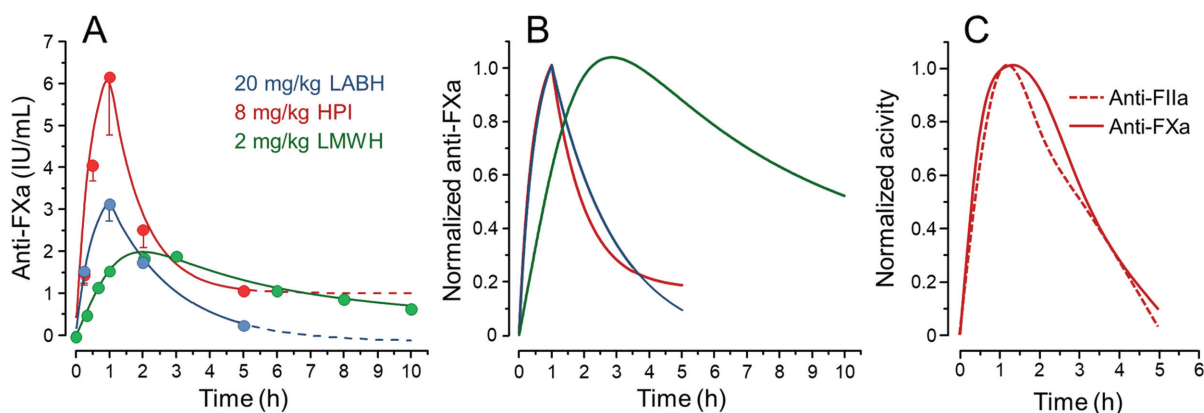 A
Anti-FXa (IU/mL)
7
6
5
4
3
2
1
0
20 mg/kg LABH
8 mg/kg HPI
2 mg/kg LMWH
0 1 2 3 4 5 6 7 8 9 10
Time (h)
B
Normalized anti-FXa
1.0
0.8
0.6
0.4
0.2
0
0 1 2 3 4 5 6 7 8 9 10
Time (h)
C
Normalized acivity
1.0
0.8
0.6
0.4
0.2
0
Anti-FIIa
Anti-FXa
0 1 2 3 4 5 6
Time (h)